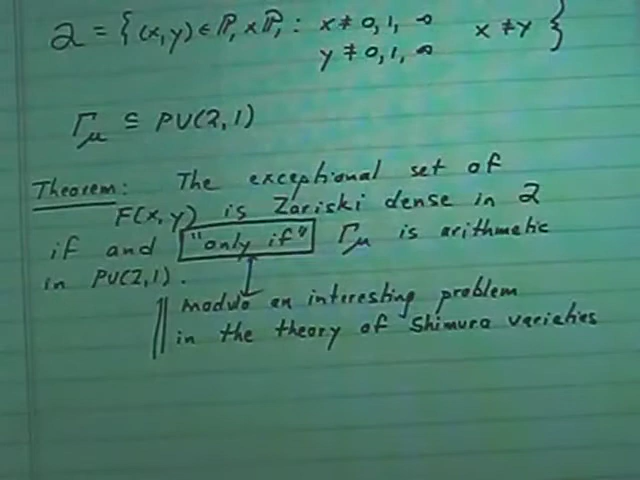 2 = { (x,y) ∈ ℙ₁ × ℙ₁ : x ≠ 0, 1, ∞ x ≠ y }
y ≠ 0, 1, ∞
Γ_μ ⊆ PU(2,1)
Theorem: The exceptional set of
F(x,y) is Zariski dense in 2
if and "only if" Γ_μ is arithmetic
in PU(2,1).
modulo an interesting problem
in the theory of Shimura varieties